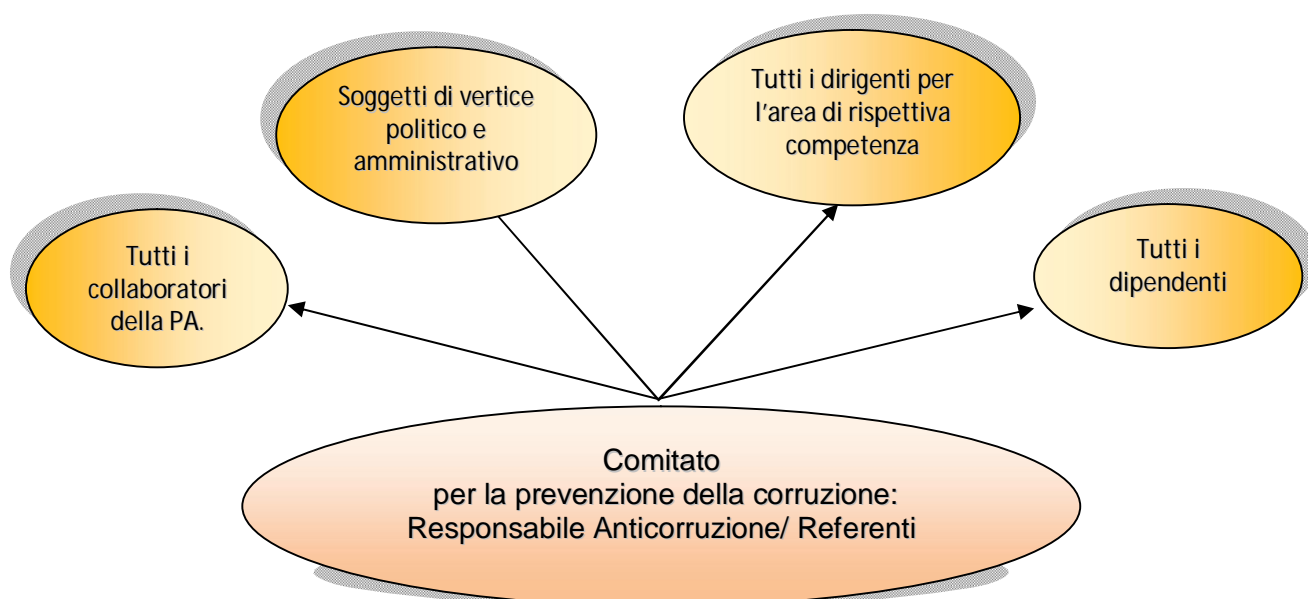 Soggetti di vertice
politico e
amministrativo
Tutti i dirigenti per
l'area di rispettiva
competenza
Tutti i
collaboratori
della PA.
Tutti i
dipendenti
Comitato
per la prevenzione della corruzione:
Responsabile Anticorruzione/ Referenti